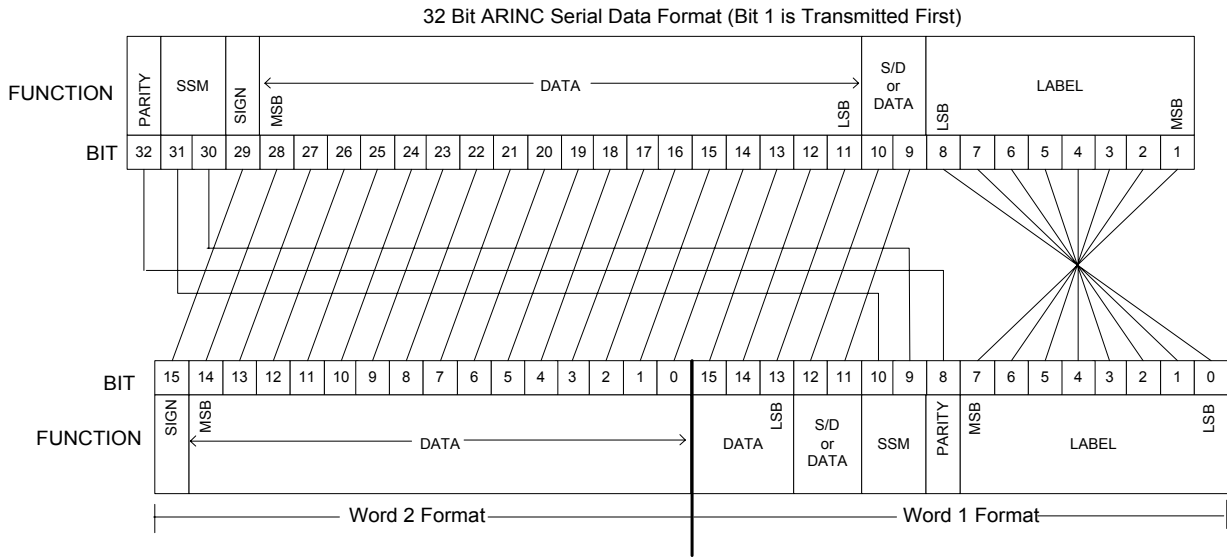 32 Bit ARINC Serial Data Format (Bit 1 is Transmitted First)
FUNCTION
PARITY
SSM
SIGN
MSB
DATA
LSB
S/D
or
DATA
LSB
LABEL
MSB
BIT
32 31 30 29 28 27 26 25 24 23 22 21 20 19 18 17 16 15 14 13 12 11 10 9 8 7 6 5 4 3 2 1
BIT
15 14 13 12 11 10 9 8 7 6 5 4 3 2 1 0 15 14 13 12 11 10 9 8 7 6 5 4 3 2 1 0
FUNCTION
SIGN
MSB
DATA
DATA
LSB
S/D
or
DATA
SSM
PARITY
MSB
LABEL
LSB
Word 2 Format
Word 1 Format